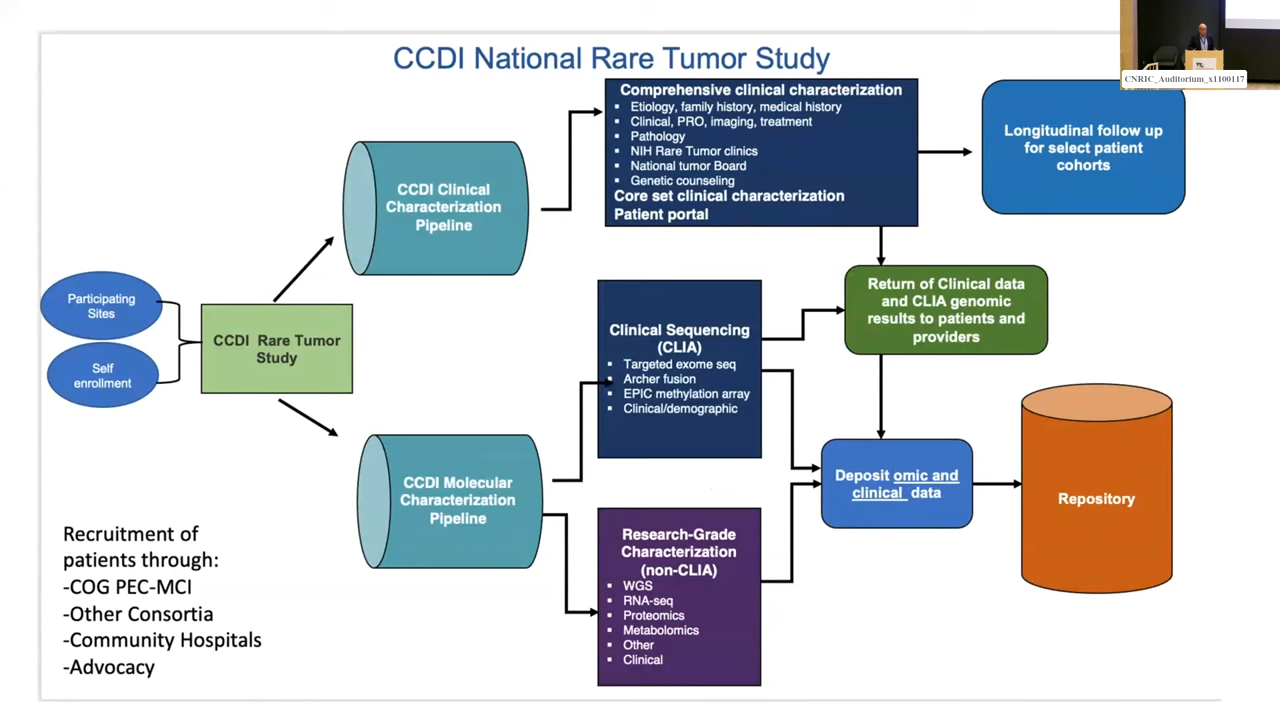 CCDI National Rare Tumor Study
CNRIC_Auditorium_x1100117
Comprehensive clinical characterization
▪ Etiology, family history, medical history
▪ Clinical, PRO, imaging, treatment
▪ Pathology
▪ NIH Rare Tumor clinics
▪ National tumor Board
▪ Genetic counseling
Core set clinical characterization
Patient portal
Longitudinal follow up
for select patient
cohorts
CCDI Clinical
Characterization
Pipeline
Participating
Sites
Self
enrollment
CCDI Rare Tumor
Study
Clinical Sequencing
(CLIA)
▪ Targeted exome seq
▪ Archer fusion
▪ EPIC methylation array
▪ Clinical/demographic
Return of Clinical data
and CLIA genomic
results to patients and
providers
CCDI Molecular
Characterization
Pipeline
Deposit omic and
clinical data
Repository
Research-Grade
Characterization
(non-CLIA)
▪ WGS
▪ RNA-seq
▪ Proteomics
▪ Metabolomics
▪ Other
▪ Clinical
Recruitment of
patients through:
-COG PEC-MCI
-Other Consortia
-Community Hospitals
-Advocacy